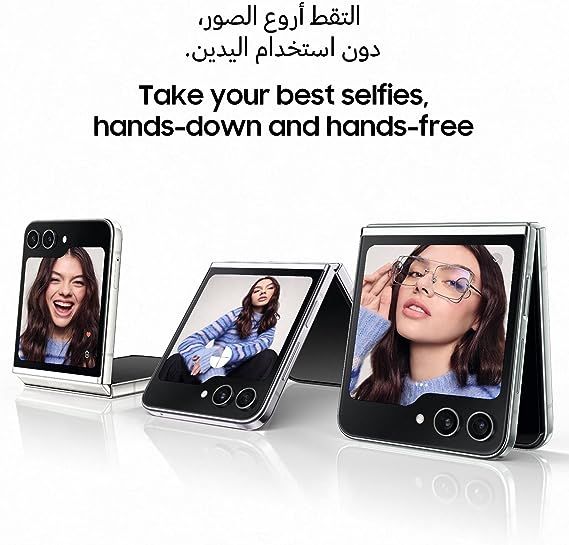 التقط أروع الصور،
دون استخدام اليدين.
Take your best selfies,
hands-down and hands-free